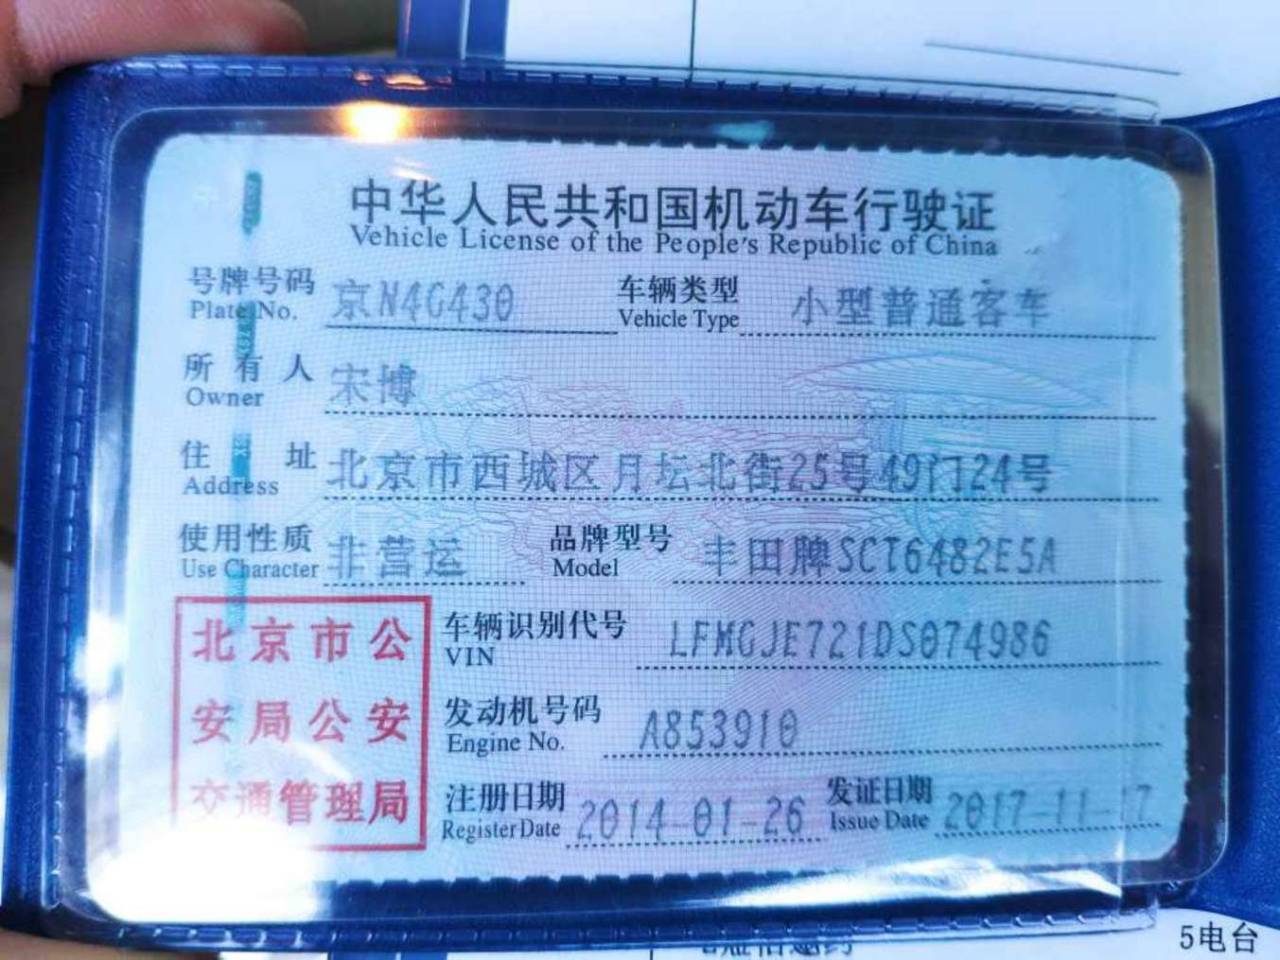 中华人民共和国机动车行驶证
Vehicle License of the People's Republic of China
号牌号码 京N4G430 车辆类型 小型普通客车
Plate No. Vehicle Type
所有人 宋博
Owner
住址 北京市西城区月坛北街25号49门24号
Address
使用性质 非营运 品牌型号 丰田牌SCT6482E5A
Use Character Model
北京市公
安局公安
交通管理局
车辆识别代号 LFMGJE721DS074986
VIN
发动机号码 A853910
Engine No.
注册日期 2014-01-26 发证日期 2017-11-17
Register Date Issue Date
5电台